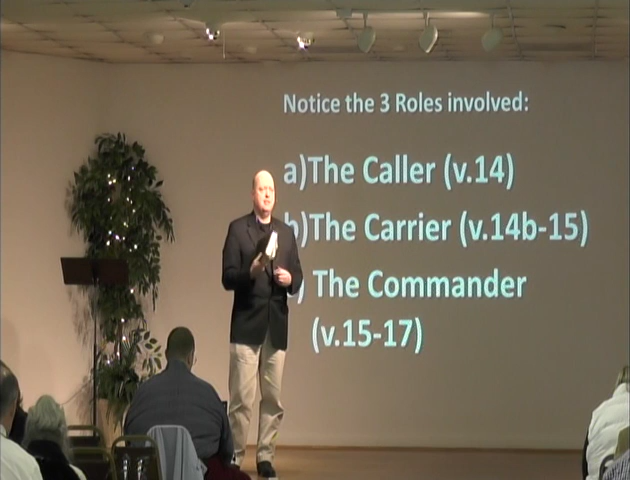 Notice the 3 Roles involved:
a)The Caller (v.14)
b)The Carrier (v.14b-15)
) The Commander
(v.15-17)